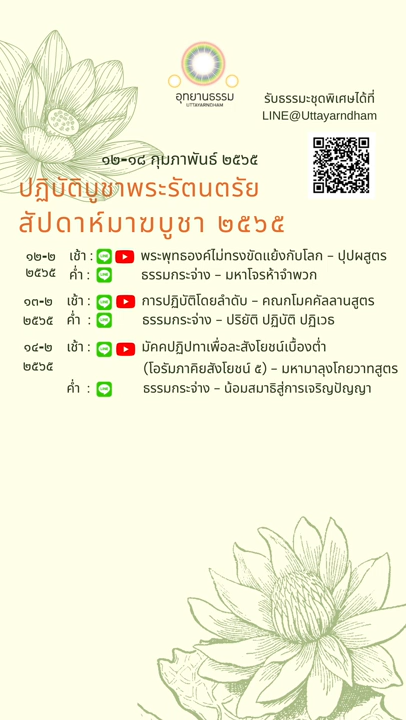 อุทยานธรรม
UTTAYARNDHAM
รับธรรมะชุดพิเศษได้ที่
LINE@Uttayarndham
๑๒-๑๘ กุมภาพันธ์ ๒๕๖๕
ปฏิบัติบูชาพระรัตนตรัย
สัปดาห์มาฆบูชา ๒๕๖๕
๑๒-๒ เช้า : พระพุทธองค์ไม่ทรงขัดแย้งกับโลก – ปุปผสูตร
๒๕๖๕ ค่ำ : ธรรมกระจ่าง – มหาโจรห้าจำพวก
๑๓-๒ เช้า : การปฏิบัติโดยลำดับ – คณกโมคคัลลานสูตร
๒๕๖๕ ค่ำ : ธรรมกระจ่าง – ปริยัติ ปฏิบัติ ปฏิเวธ
๑๔-๒ เช้า : มัคคปฏิปทาเพื่อละสังโยชน์เบื้องต่ำ
๒๕๖๕ (โอรัมภาคิยสังโยชน์ ๕) – มหามาลุงโกยวาทสูตร
ค่ำ : ธรรมกระจ่าง – น้อมสมาธิสู่การเจริญปัญญา